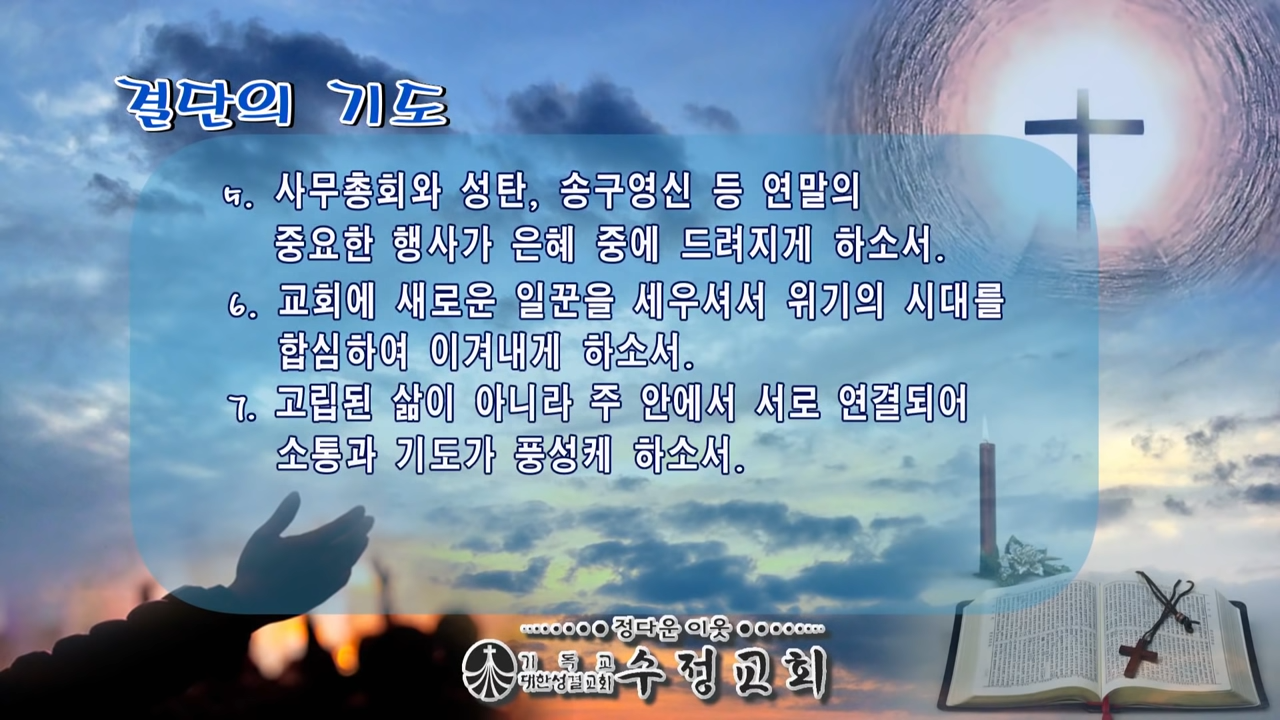 결단의 기도
5. 사무총회와 성탄, 송구영신 등 연말의
중요한 행사가 은혜 중에 드려지게 하소서.
6. 교회에 새로운 일꾼을 세우셔서 위기의 시대를
합심하여 이겨내게 하소서.
7. 고립된 삶이 아니라 주 안에서 서로 연결되어
소통과 기도가 풍성케 하소서.
정다운 이웃
기독교
대한성결교회
수정교회